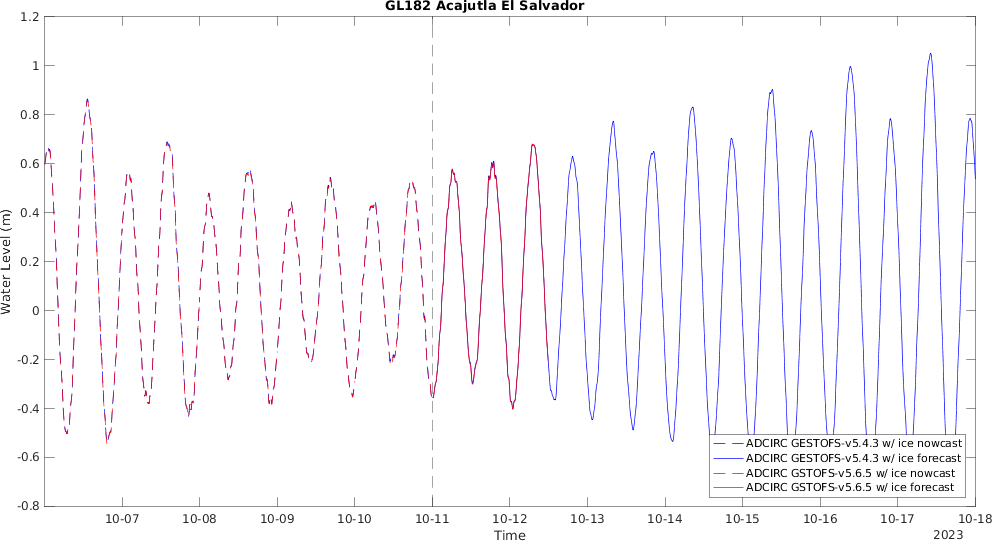 GL182 Acajutla El Salvador
1.2
1
0.8
0.6
0.4
0.2
0
-0.2
-0.4
-0.6
-0.8
Water Level (m)
ADCIRC GESTOFS-v5.4.3 w/ ice nowcast
ADCIRC GESTOFS-v5.4.3 w/ ice forecast
ADCIRC GSTOFS-v5.6.5 w/ ice nowcast
ADCIRC GSTOFS-v5.6.5 w/ ice forecast
10-07 10-08 10-09 10-10 10-11 10-12 10-13 10-14 10-15 10-16 10-17 10-18
Time
2023